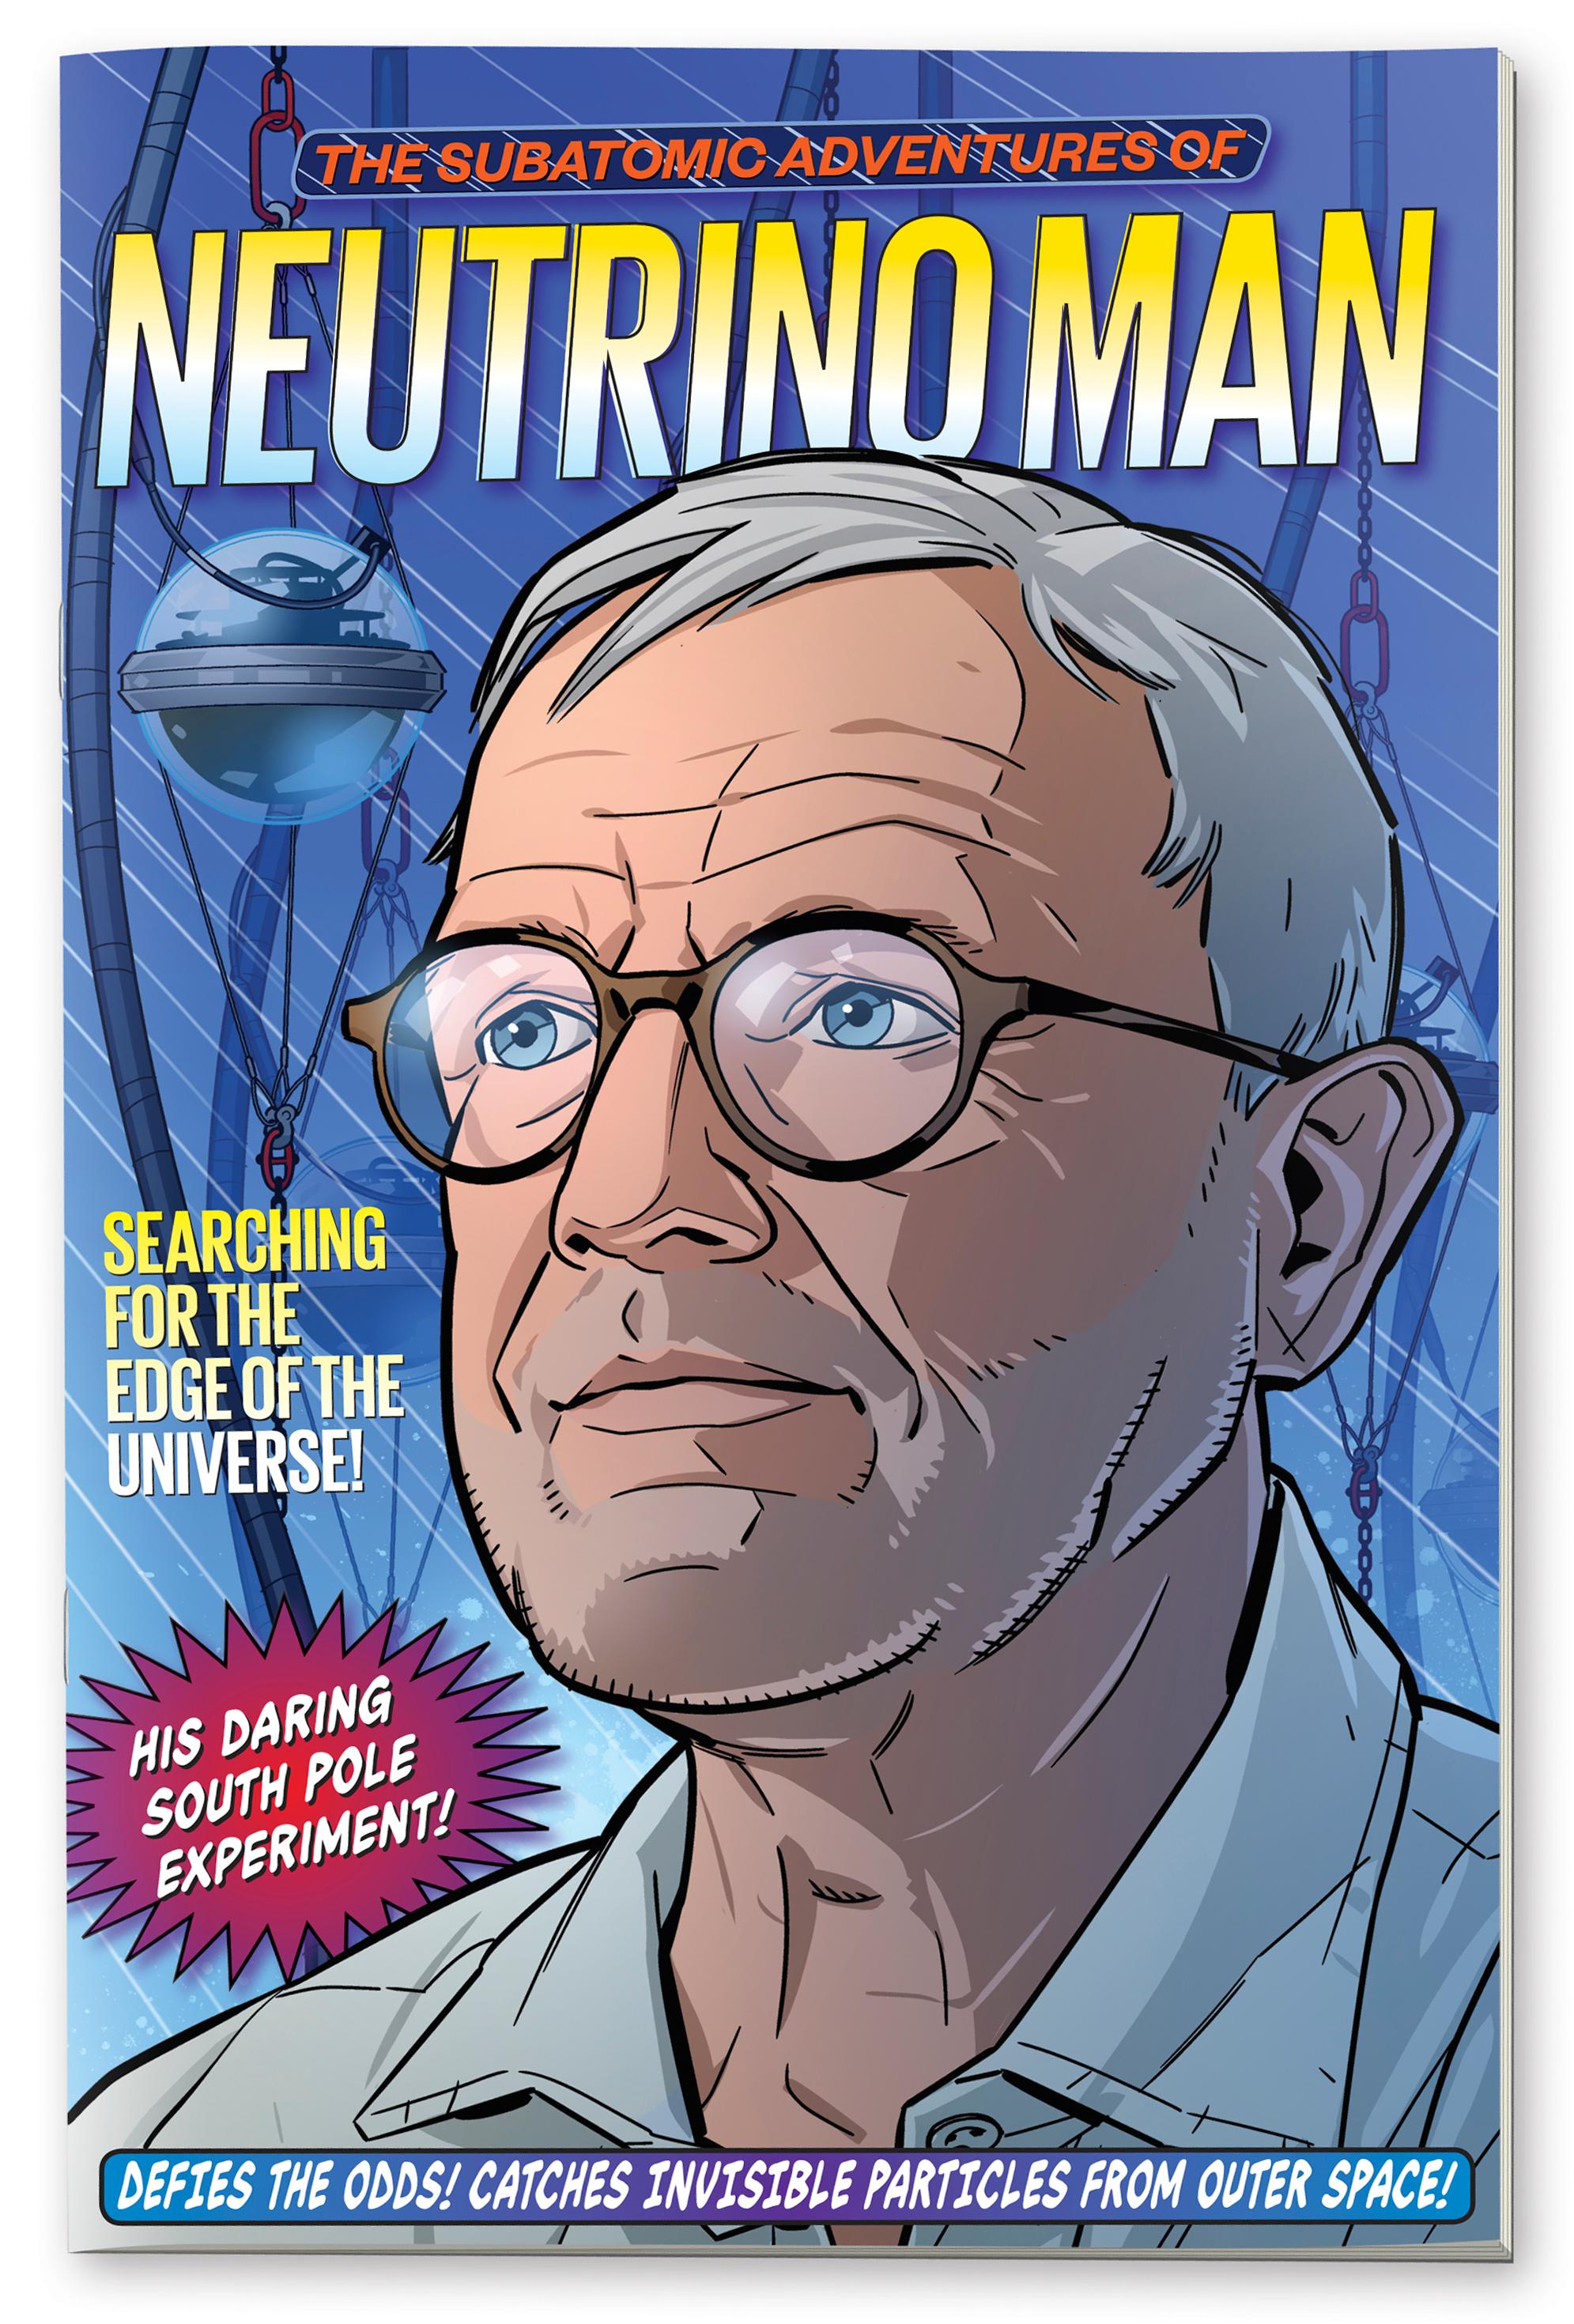 THE SUBATOMIC ADVENTURES OF
NEUTRINO MAN
SEARCHING
FOR THE
EDGE OF THE
UNIVERSE!
HIS DARING
SOUTH POLE
EXPERIMENT!
DEFIES THE ODDS! CATCHES INVISIBLE PARTICLES FROM OUTER SPACE!